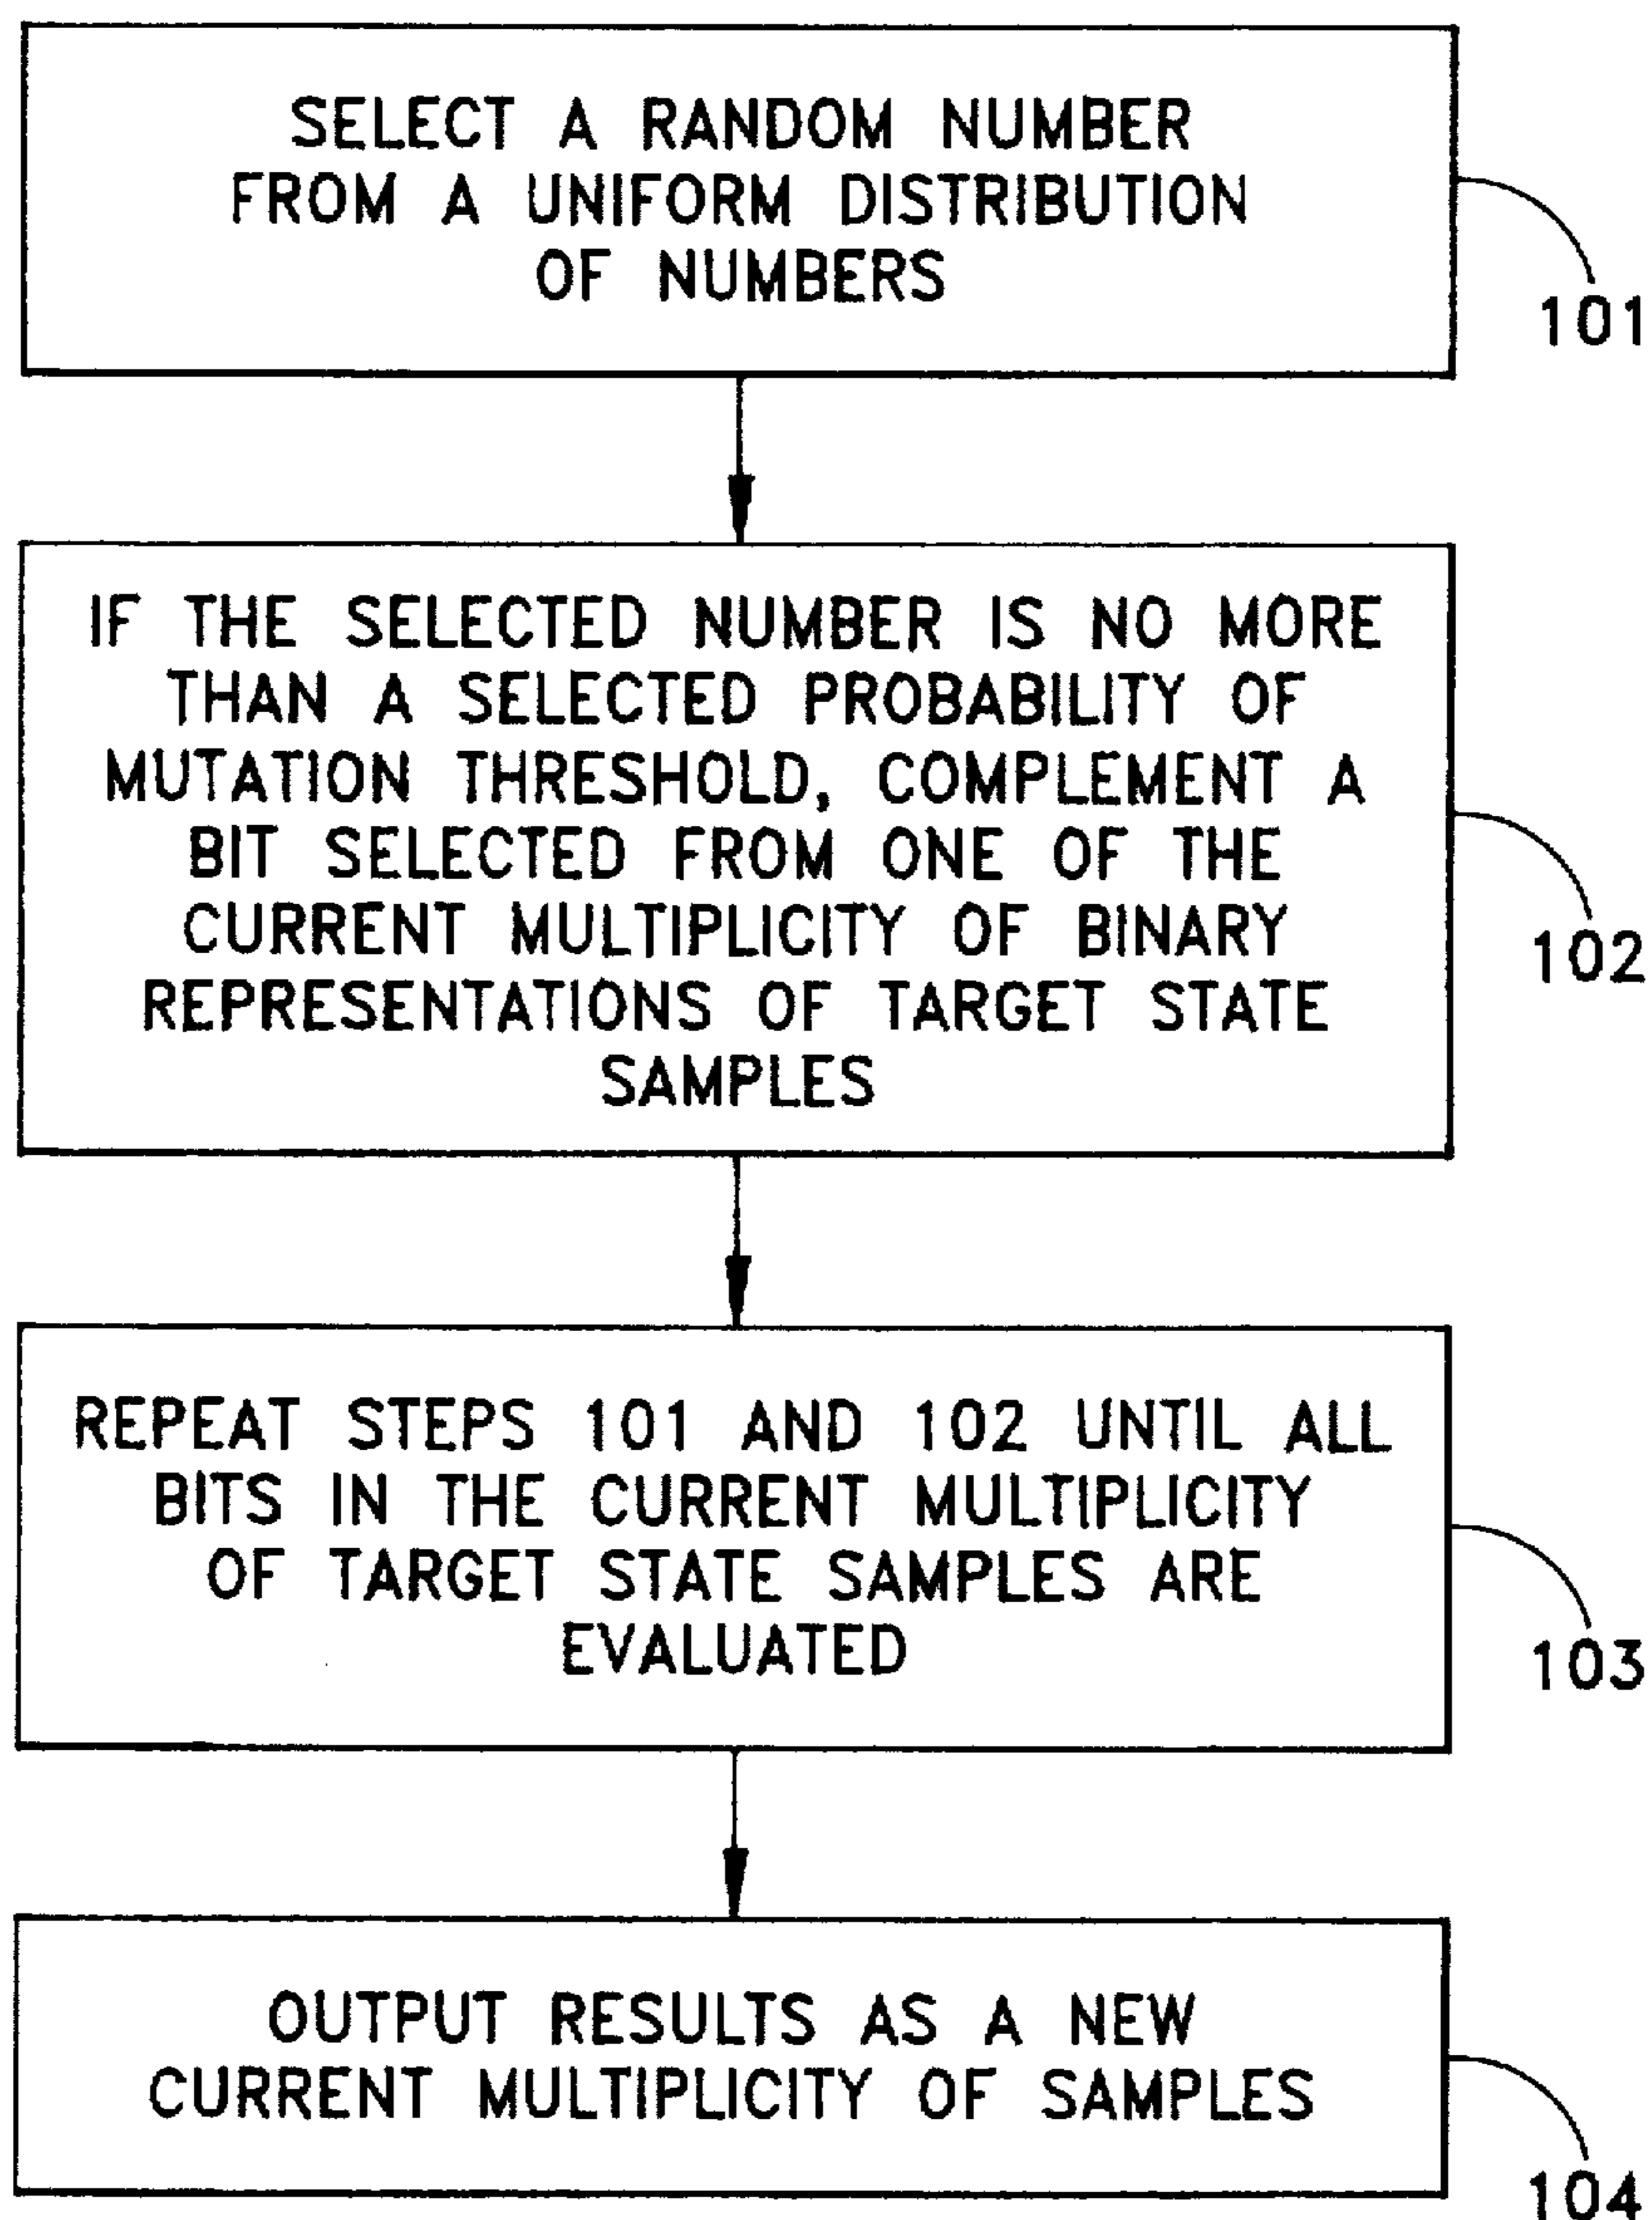 SELECT A RANDOM NUMBER
FROM A UNIFORM DISTRIBUTION
OF NUMBERS
101
IF THE SELECTED NUMBER IS NO MORE
THAN A SELECTED PROBABILITY OF
MUTATION THRESHOLD, COMPLEMENT A
BIT SELECTED FROM ONE OF THE
CURRENT MULTIPLICITY OF BINARY
REPRESENTATIONS OF TARGET STATE
SAMPLES
102
REPEAT STEPS 101 AND 102 UNTIL ALL
BITS IN THE CURRENT MULTIPLICITY
OF TARGET STATE SAMPLES ARE
EVALUATED
103
OUTPUT RESULTS AS A NEW
CURRENT MULTIPLICITY OF SAMPLES
104